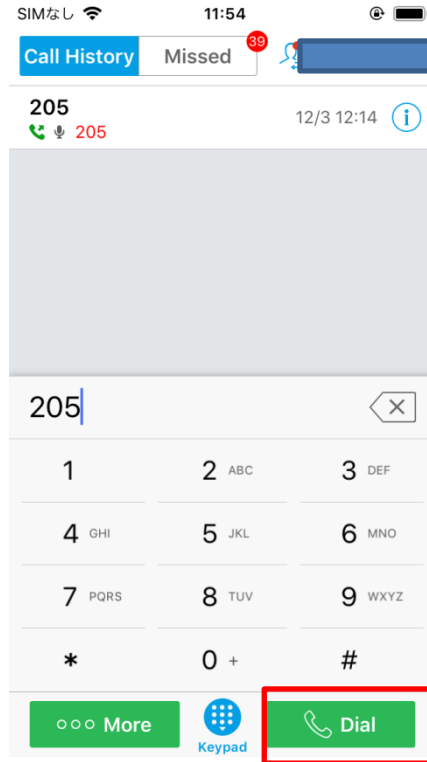 SIMなし 11:54
Call History Missed 39
205
205 12/3 12:14 i
205
1 2 ABC 3 DEF
4 GHI 5 JKL 6 MNO
7 PQRS 8 TUV 9 WXYZ
* 0 + #
More Keypad Dial